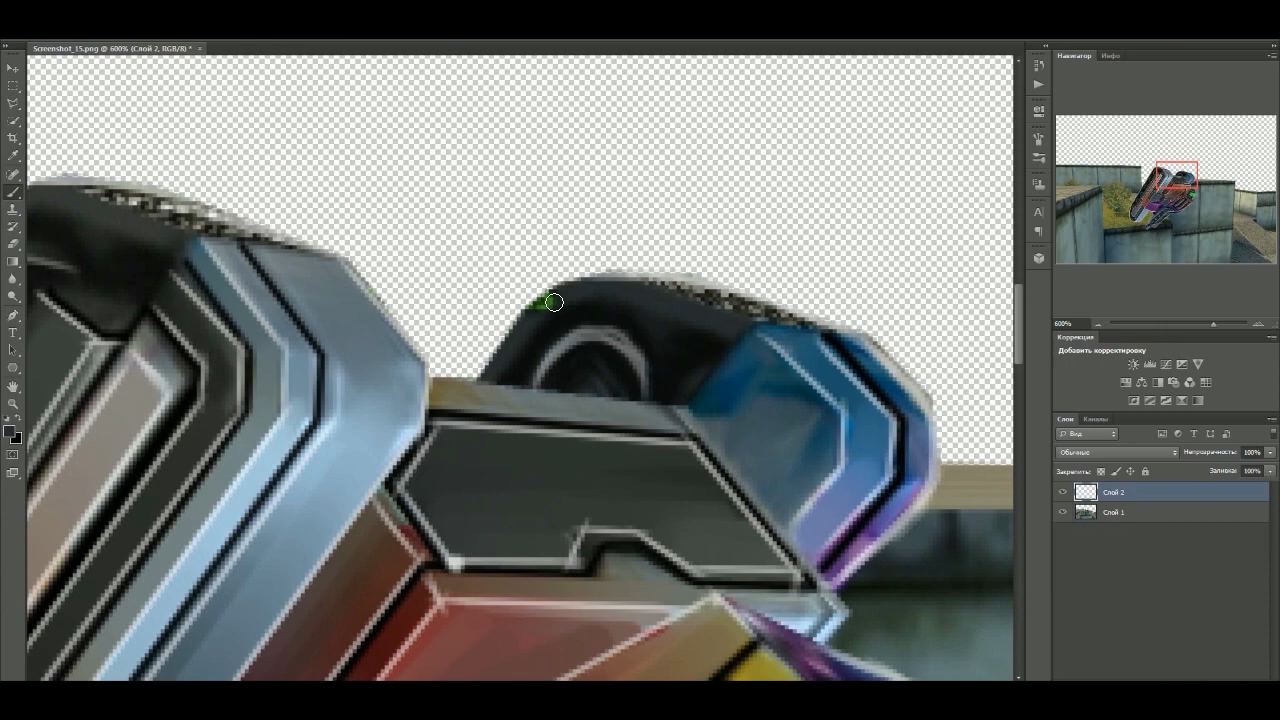 Screenshot_15.png @ 600% (Слой 2, RGB/8) * ×
Навигатор Инфо
600%
Коррекция
Добавить корректировку
Слои Каналы
Вид
Обычные Непрозрачность: 100%
Закрепить: Заливка: 100%
Слой 2
Слой 1